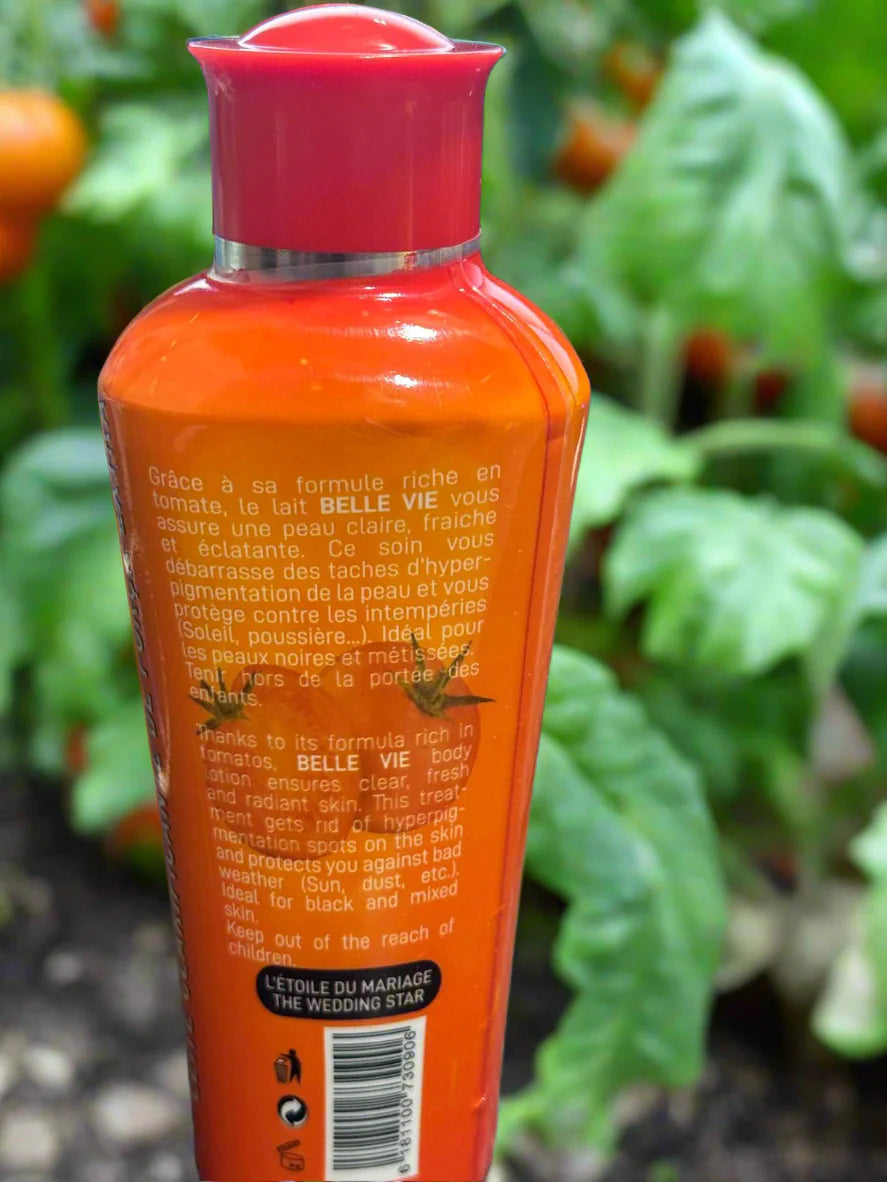 Grâce à sa formule riche en
tomate, le lait BELLE VIE vous
assure une peau claire, fraiche
et éclatante. Ce soin vous
débarrasse des taches d'hyper-
pigmentation de la peau et vous
protège contre les intempéries
(Soleil, poussière...). Idéal pour
les peaux noires et métissées.
Tenir hors de la portée des
enfants.
Thanks to its formula rich in
tomatos, BELLE VIE body
lotion ensures clear, fresh
and radiant skin. This treat-
ment gets rid of hyperpig-
mentation spots on the skin
and protects you against bad
weather (Sun, dust, etc.).
Ideal for black and mixed
skin.
Keep out of the reach of
children.
L'ÉTOILE DU MARIAGE
THE WEDDING STAR
6 181100 730906